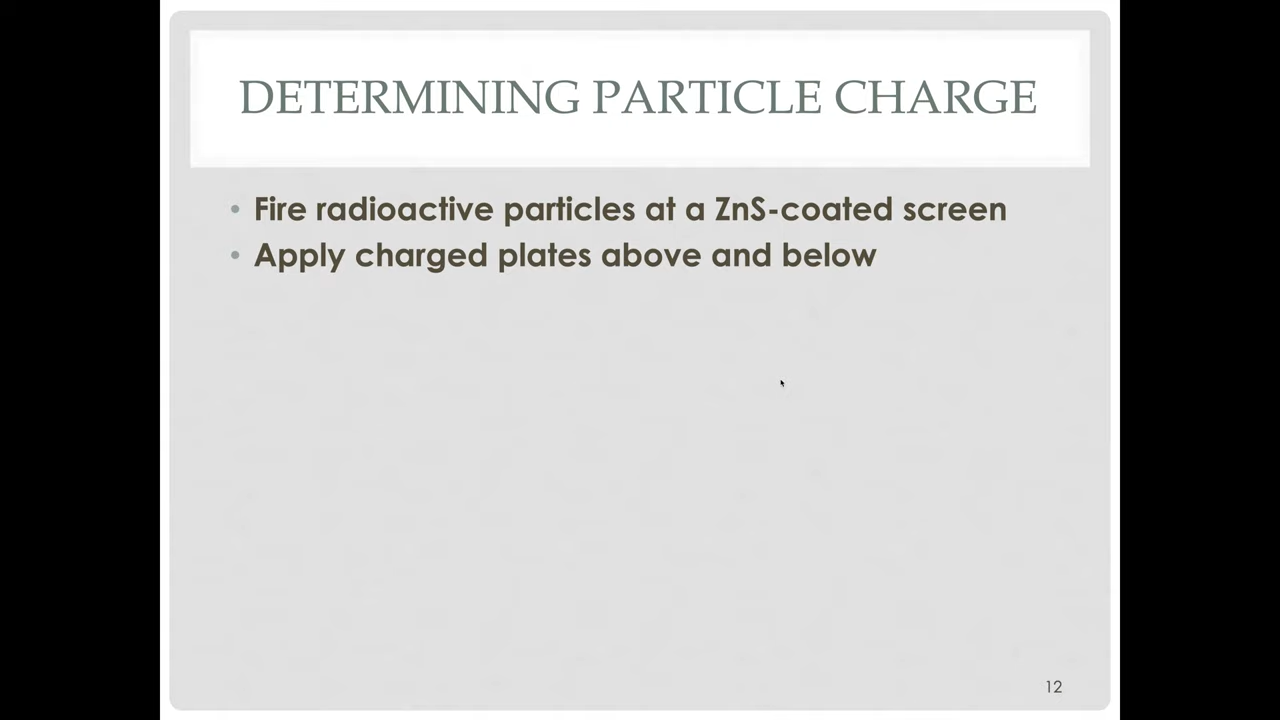 DETERMINING PARTICLE CHARGE
• Fire radioactive particles at a ZnS-coated screen
• Apply charged plates above and below
12